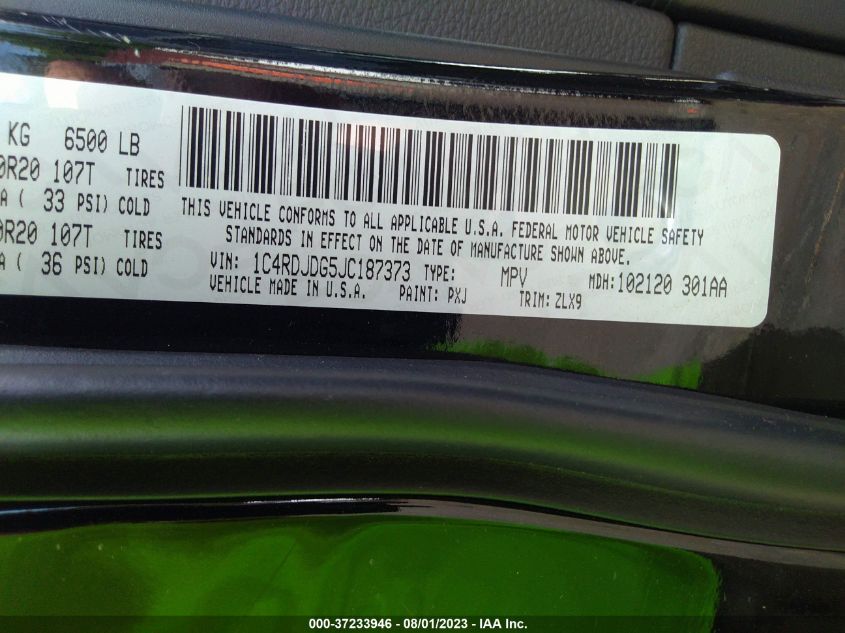 KG 6500 LB
0R20 107T TIRES
A ( 33 PSI) COLD
0R20 107T TIRES
A ( 36 PSI) COLD
THIS VEHICLE CONFORMS TO ALL APPLICABLE U.S.A. FEDERAL MOTOR VEHICLE SAFETY
STANDARDS IN EFFECT ON THE DATE OF MANUFACTURE SHOWN ABOVE.
VIN: 1C4RDJDG5JC187373 TYPE: MPV MDH:102120 301AA
VEHICLE MADE IN U.S.A. PAINT: PXJ TRIM: ZLX9
000-37233946 - 08/01/2023 - IAA Inc.